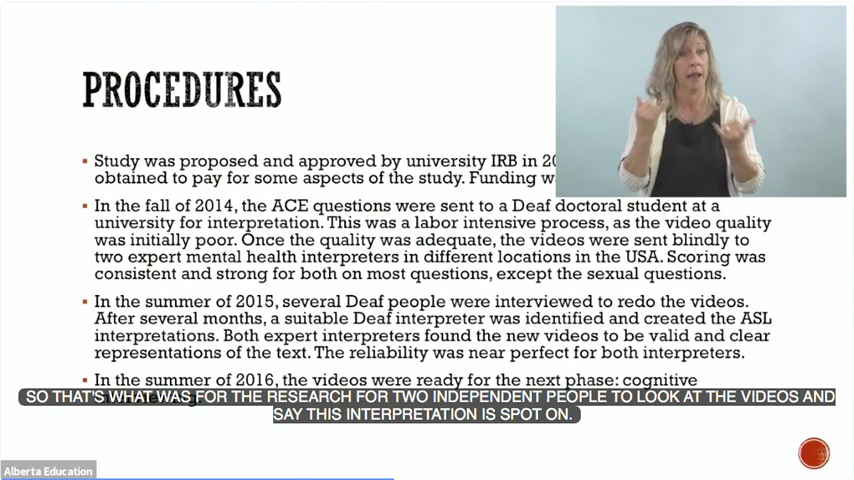 PROCEDURES
Study was proposed and approved by university IRB in 20
obtained to pay for some aspects of the study. Funding w
In the fall of 2014, the ACE questions were sent to a Deaf doctoral student at a
university for interpretation. This was a labor intensive process, as the video quality
was initially poor. Once the quality was adequate, the videos were sent blindly to
two expert mental health interpreters in different locations in the USA. Scoring was
consistent and strong for both on most questions, except the sexual questions.
In the summer of 2015, several Deaf people were interviewed to redo the videos.
After several months, a suitable Deaf interpreter was identified and created the ASL
interpretations. Both expert interpreters found the new videos to be valid and clear
representations of the text. The reliability was near perfect for both interpreters.
In the summer of 2016, the videos were ready for the next phase: cognitive
SO THAT'S WHAT WAS FOR THE RESEARCH FOR TWO INDEPENDENT PEOPLE TO LOOK AT THE VIDEOS AND
SAY THIS INTERPRETATION IS SPOT ON.
Alberta Education